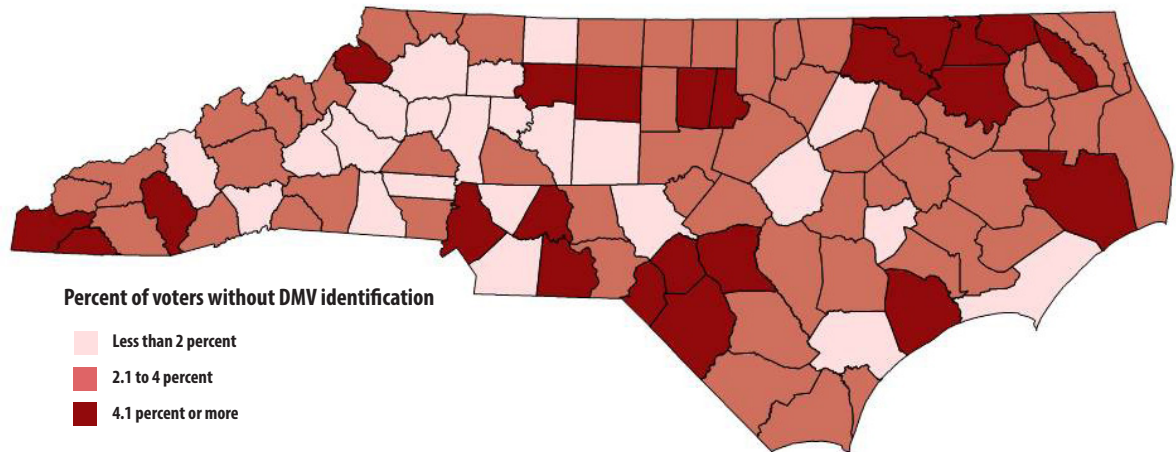 Percent of voters without DMV identification
Less than 2 percent
2.1 to 4 percent
4.1 percent or more